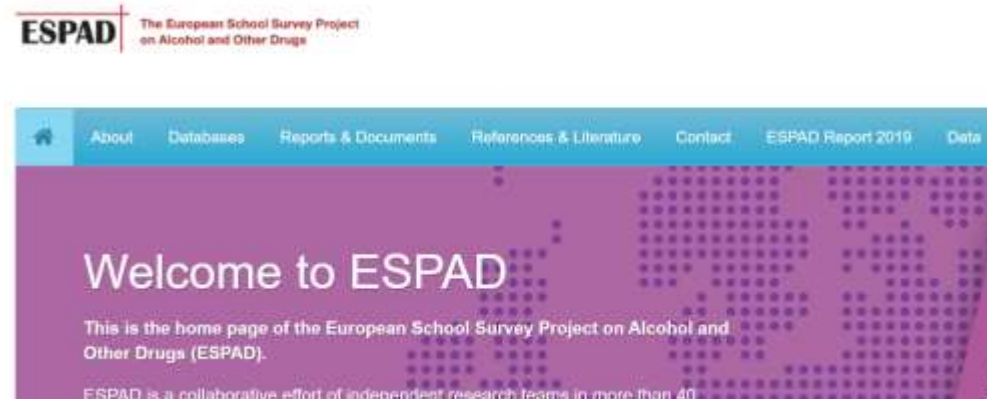 ESPAD
The European School Survey Project
on Alcohol and Other Drugs
About Databases Reports & Documents References & Literature Contact ESPAD Report 2019 Data
Welcome to ESPAD
This is the home page of the European School Survey Project on Alcohol and
Other Drugs (ESPAD).
ESPAD is a collaborative effort of independent research teams in more than 40